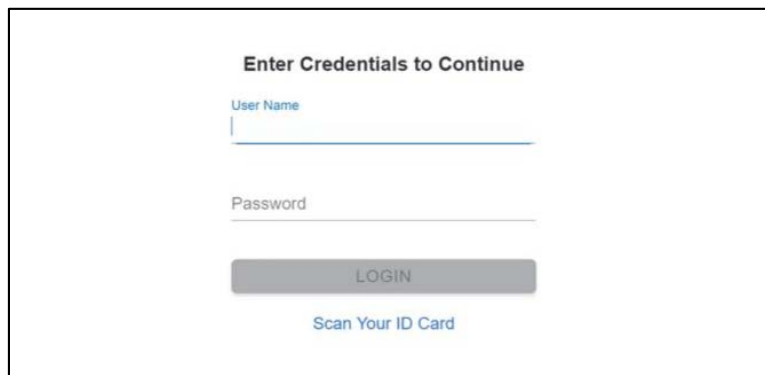 Enter Credentials to Continue
User Name
Password
LOGIN
Scan Your ID Card